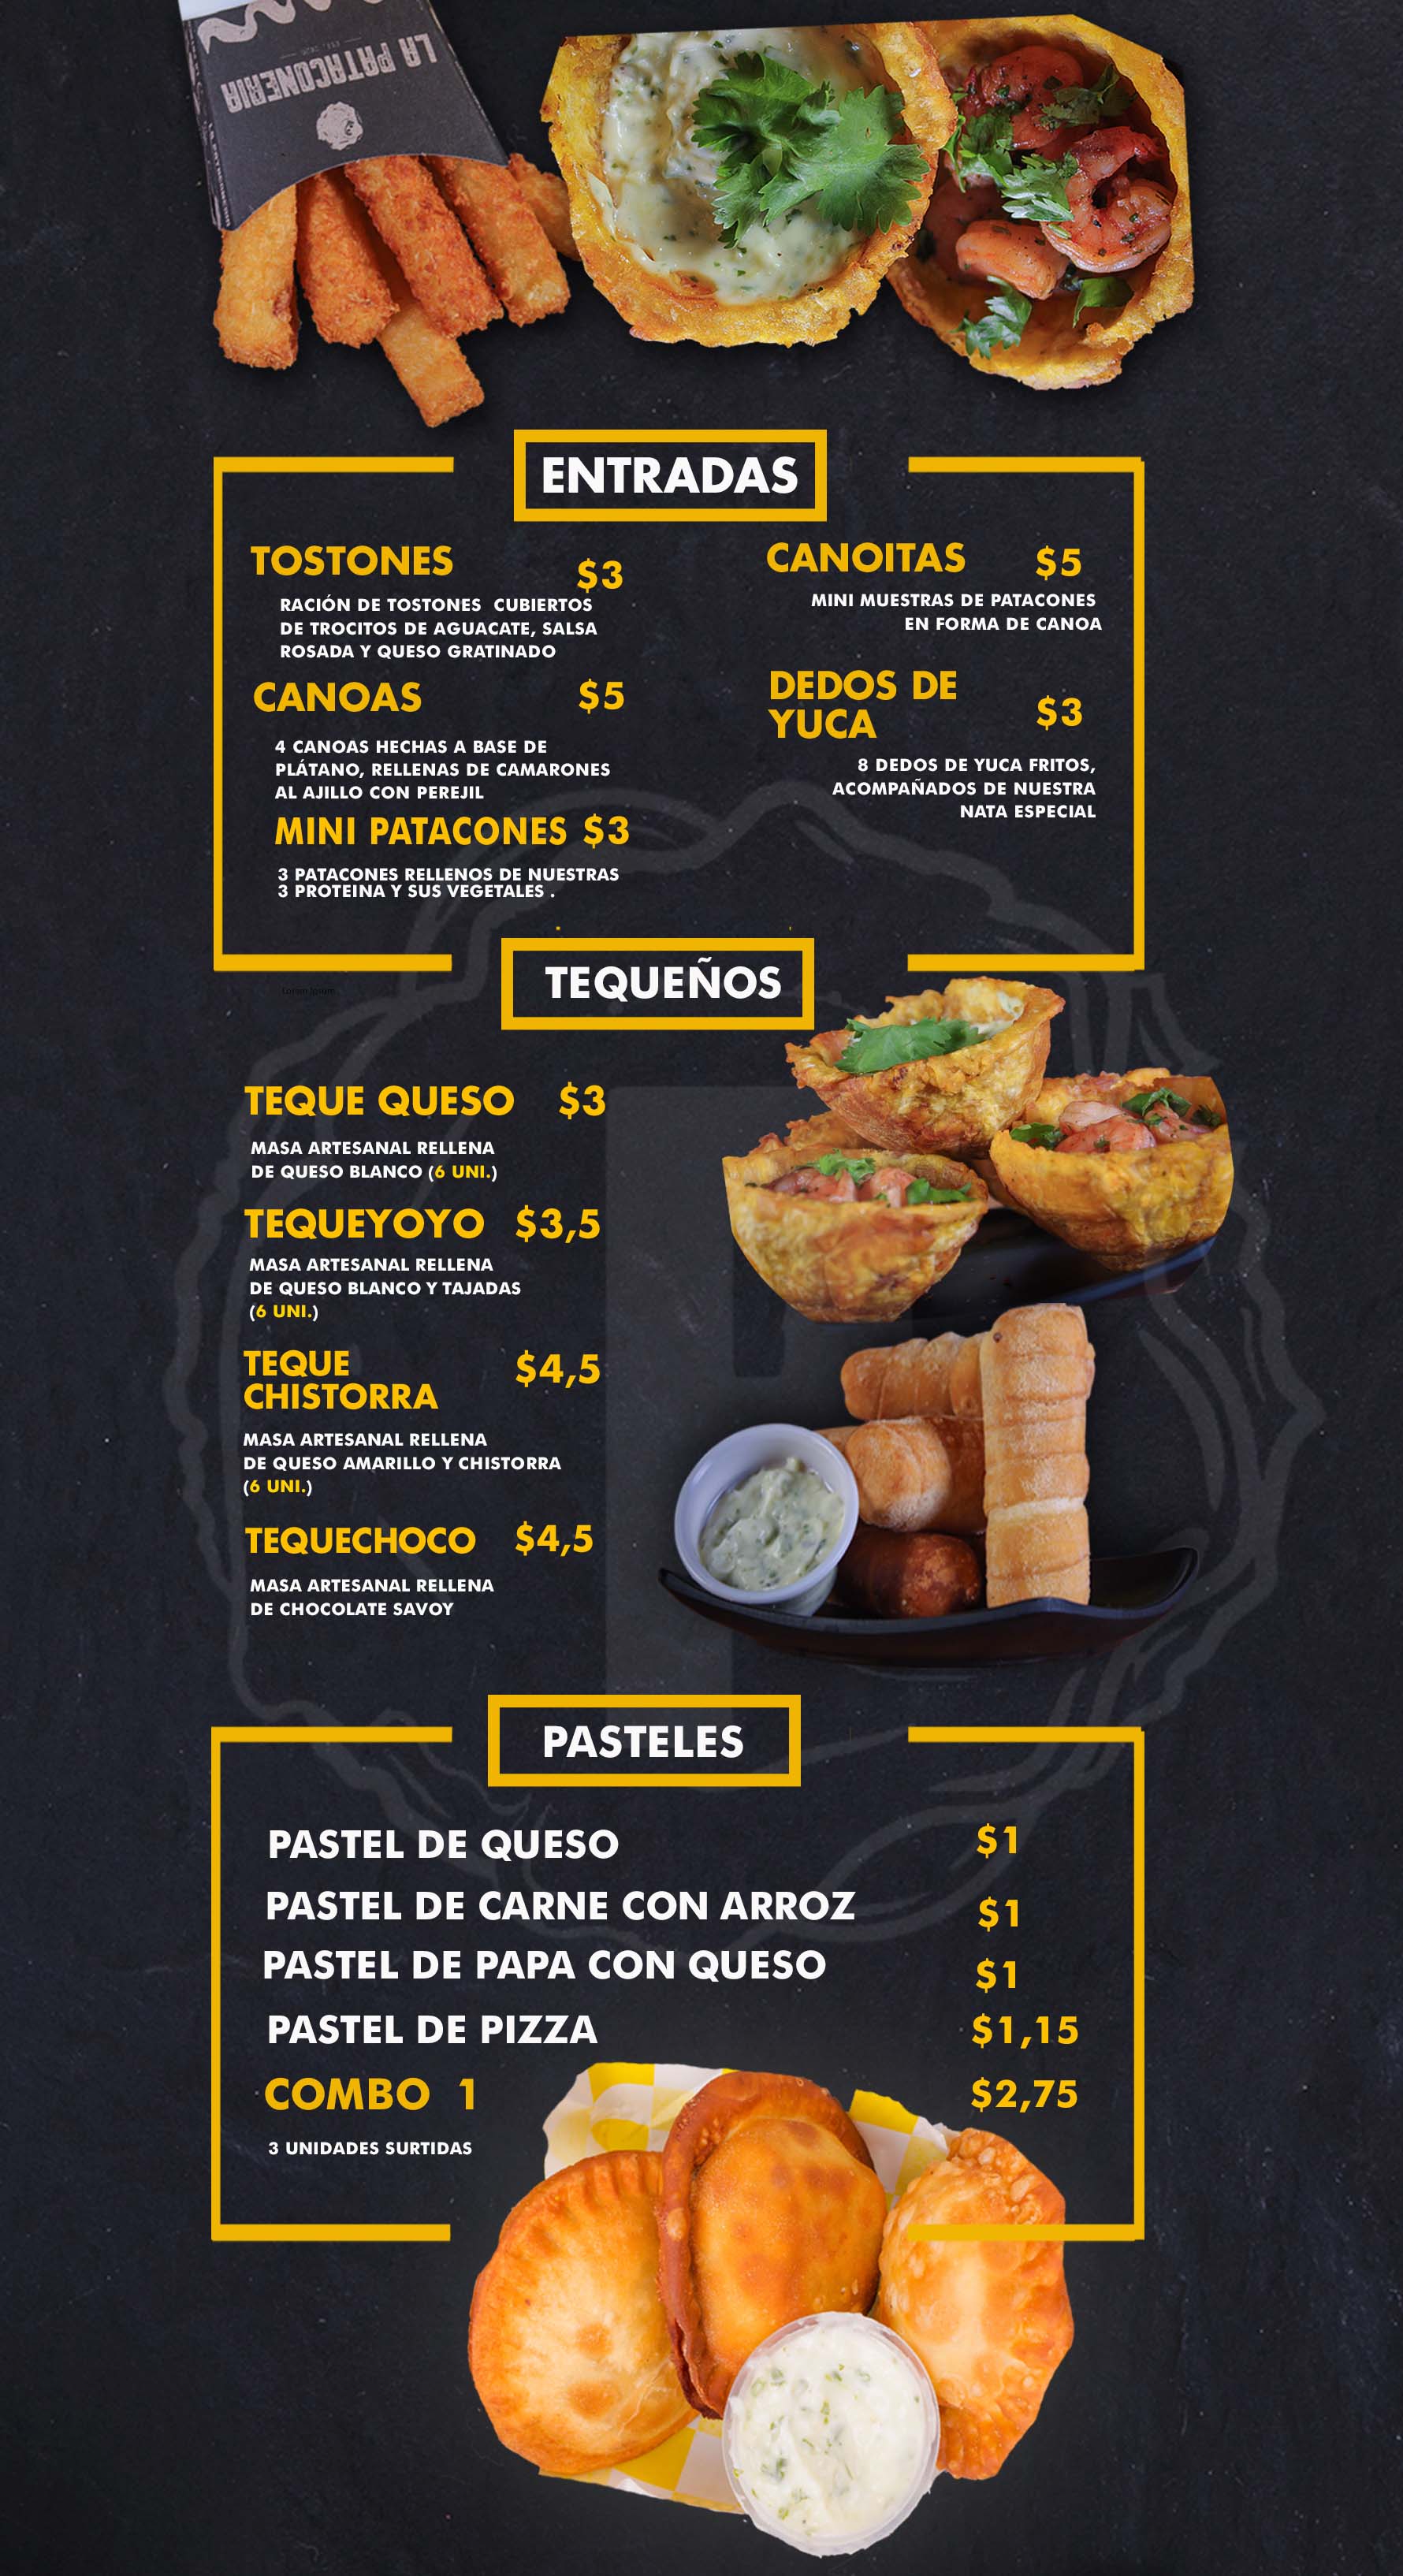 LA PATACONERIA
ENTRADAS
TOSTONES $3
RACIÓN DE TOSTONES CUBIERTOS
DE TROCITOS DE AGUACATE, SALSA
ROSADA Y QUESO GRATINADO
CANOAS $5
4 CANOAS HECHAS A BASE DE
PLÁTANO, RELLENAS DE CAMARONES
AL AJILLO CON PEREJIL
MINI PATACONES $3
3 PATACONES RELLENOS DE NUESTRAS
3 PROTEINA Y SUS VEGETALES .
CANOITAS $5
MINI MUESTRAS DE PATACONES
EN FORMA DE CANOA
DEDOS DE
YUCA $3
8 DEDOS DE YUCA FRITOS,
ACOMPAÑADOS DE NUESTRA
NATA ESPECIAL
TEQUEÑOS
Lorem Ipsum
TEQUE QUESO $3
MASA ARTESANAL RELLENA
DE QUESO BLANCO (6 UNI.)
TEQUEYOYO $3,5
MASA ARTESANAL RELLENA
DE QUESO BLANCO Y TAJADAS
(6 UNI.)
TEQUE
CHISTORRA $4,5
MASA ARTESANAL RELLENA
DE QUESO AMARILLO Y CHISTORRA
(6 UNI.)
TEQUECHOCO $4,5
MASA ARTESANAL RELLENA
DE CHOCOLATE SAVOY
PASTELES
PASTEL DE QUESO $1
PASTEL DE CARNE CON ARROZ $1
PASTEL DE PAPA CON QUESO $1
PASTEL DE PIZZA $1,15
COMBO 1 $2,75
3 UNIDADES SURTIDAS